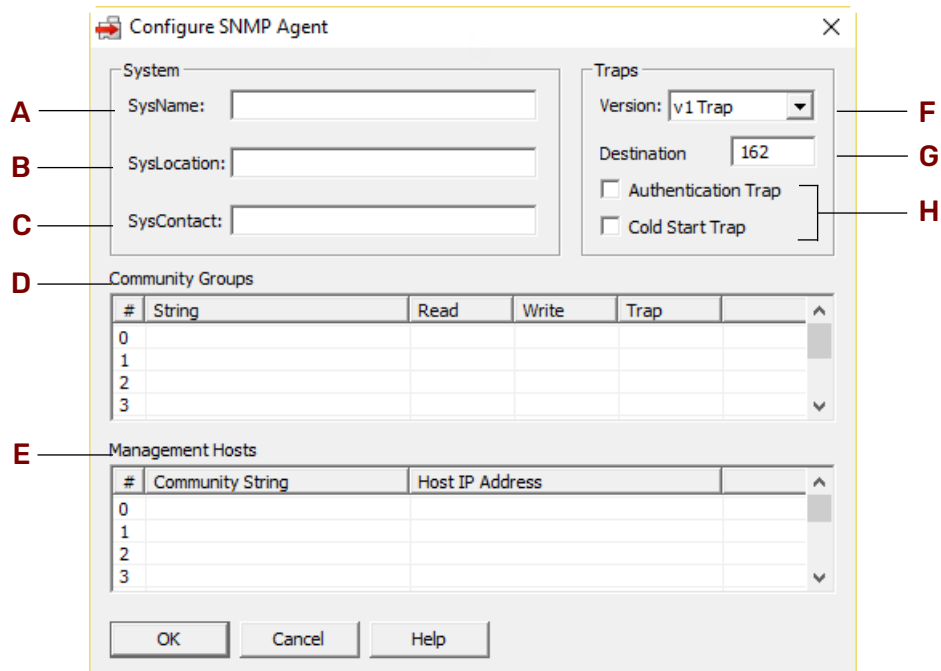 Configure SNMP Agent
System
A SysName:
B SysLocation:
C SysContact:
Traps
Version: v1 Trap F
Destination 162 G
Authentication Trap
H
Cold Start Trap
D Community Groups
# String Read Write Trap
0
1
2
3
E Management Hosts
# Community String Host IP Address
0
1
2
3
OK Cancel Help